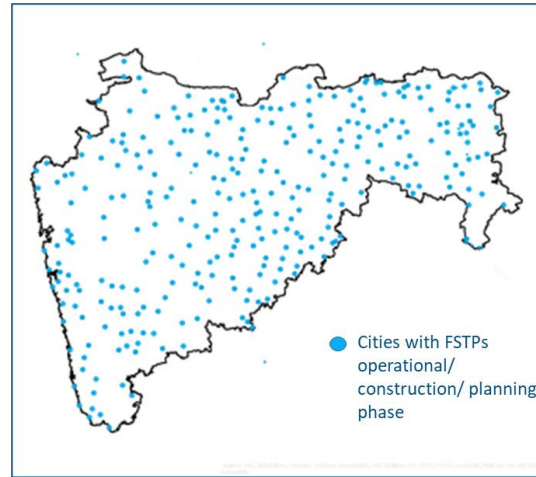 Cities with FSTPs
operational/
construction/ planning
phase